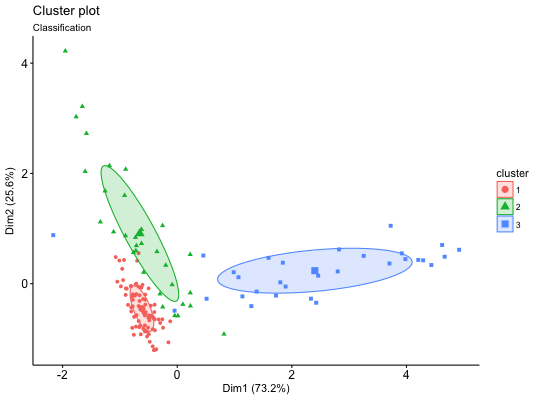 Cluster plot
Classification
4
2
0
-2
0
2
4
Dim1 (73.2%)
Dim2 (25.6%)
cluster
1
2
3